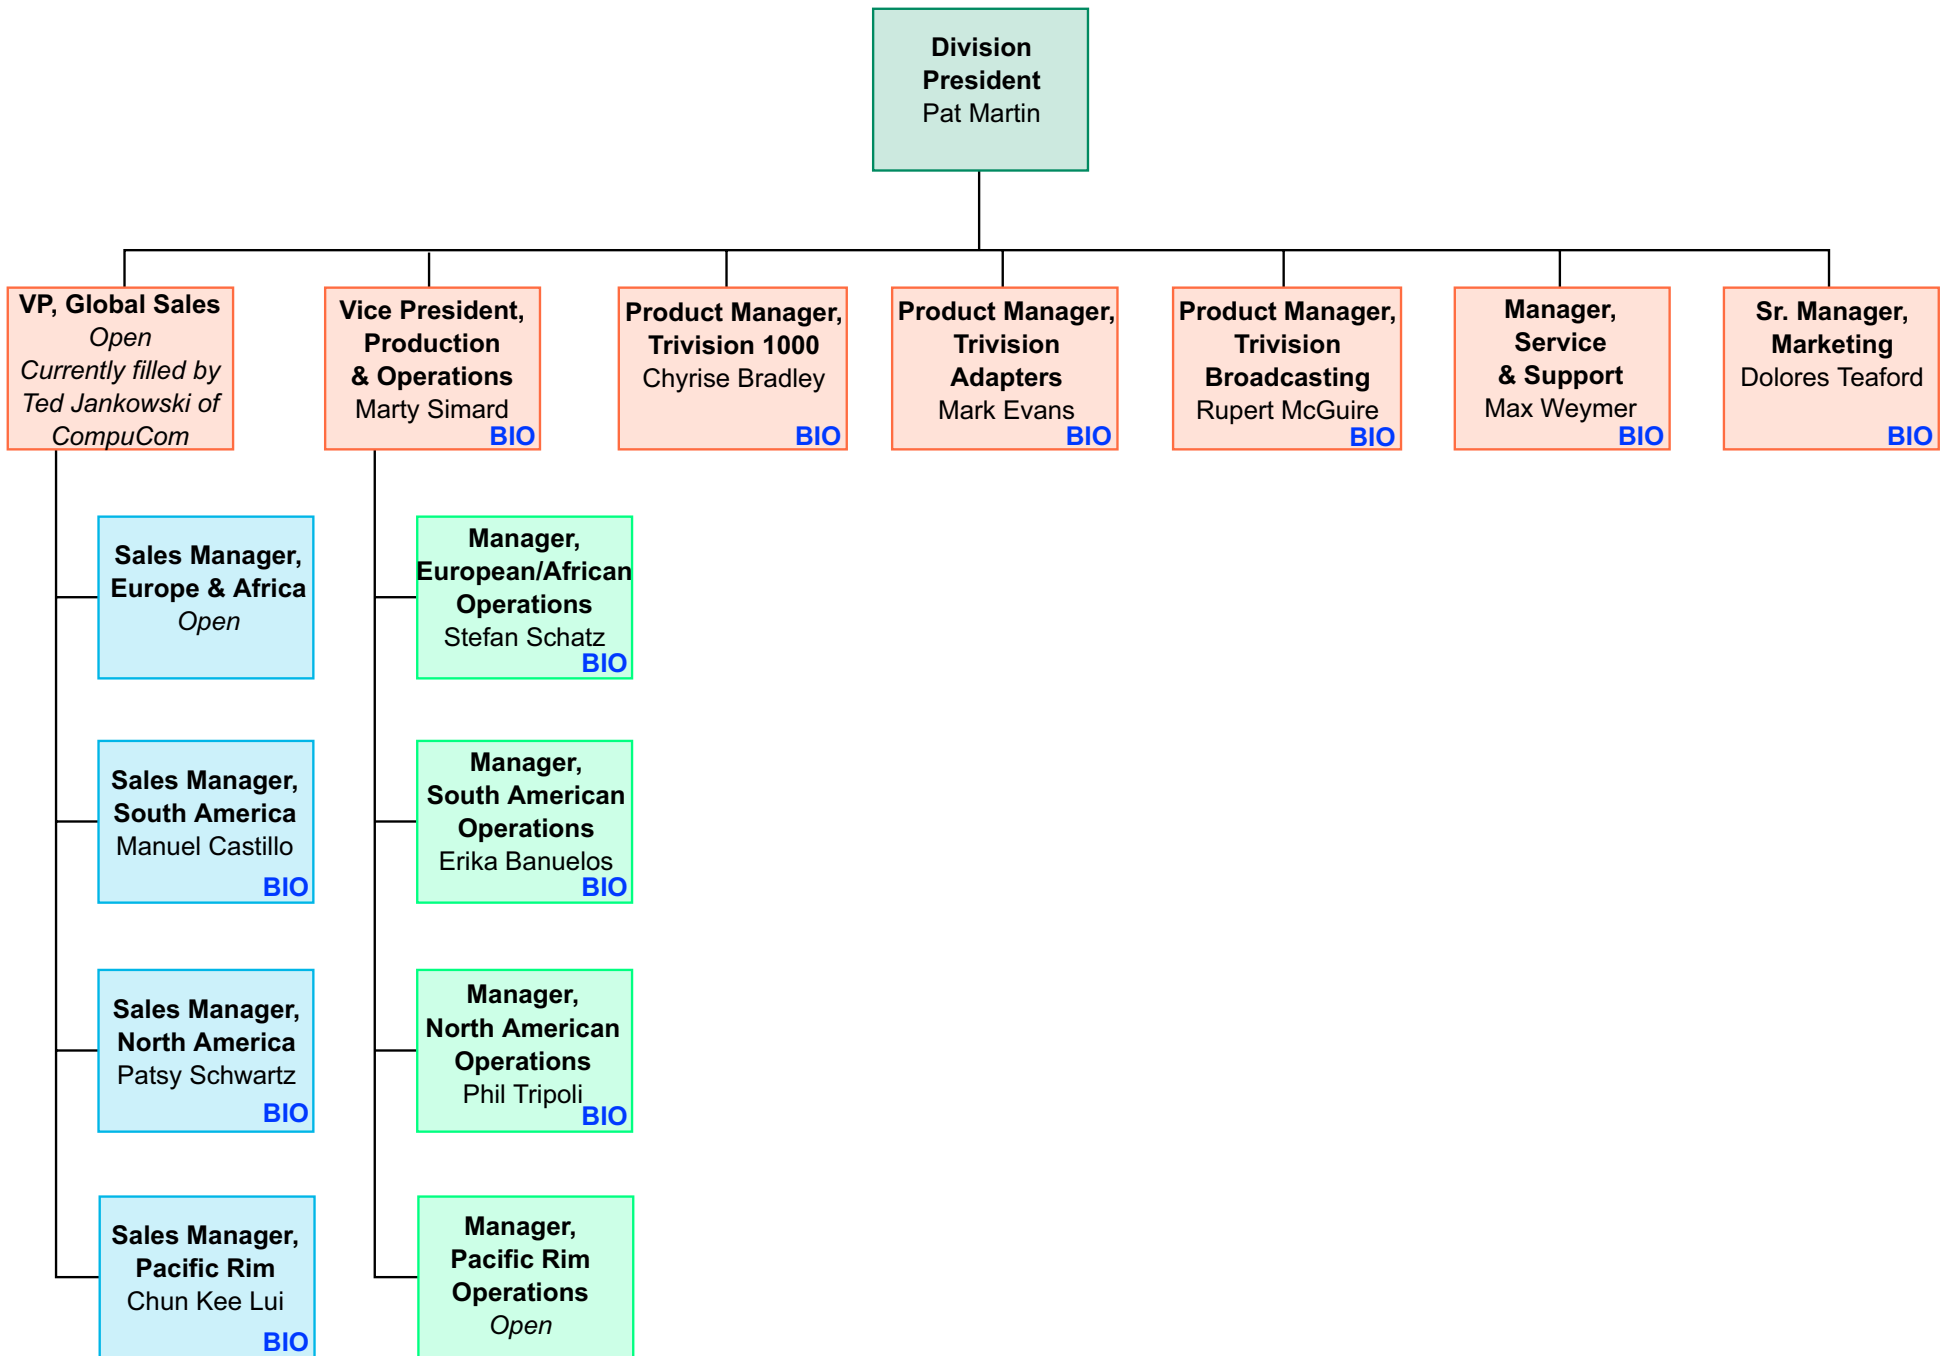 Division
President
Pat Martin
VP, Global Sales
Open
Currently filled by
Ted Jankowski of
CompuCom
Vice President,
Production
& Operations
Marty Simard
BIO
Product Manager,
Trivision 1000
Chyrise Bradley
BIO
Product Manager,
Trivision
Adapters
Mark Evans
BIO
Product Manager,
Trivision
Broadcasting
Rupert McGuire
BIO
Manager,
Service
& Support
Max Weymer
BIO
Sr. Manager,
Marketing
Dolores Teaford
BIO
Sales Manager,
Europe & Africa
Open
Manager,
European/African
Operations
Stefan Schatz
BIO
Sales Manager,
South America
Manuel Castillo
BIO
Manager,
South American
Operations
Erika Banuelos
BIO
Sales Manager,
North America
Patsy Schwartz
BIO
Manager,
North American
Operations
Phil Tripoli
BIO
Sales Manager,
Pacific Rim
Chun Kee Lui
BIO
Manager,
Pacific Rim
Operations
Open